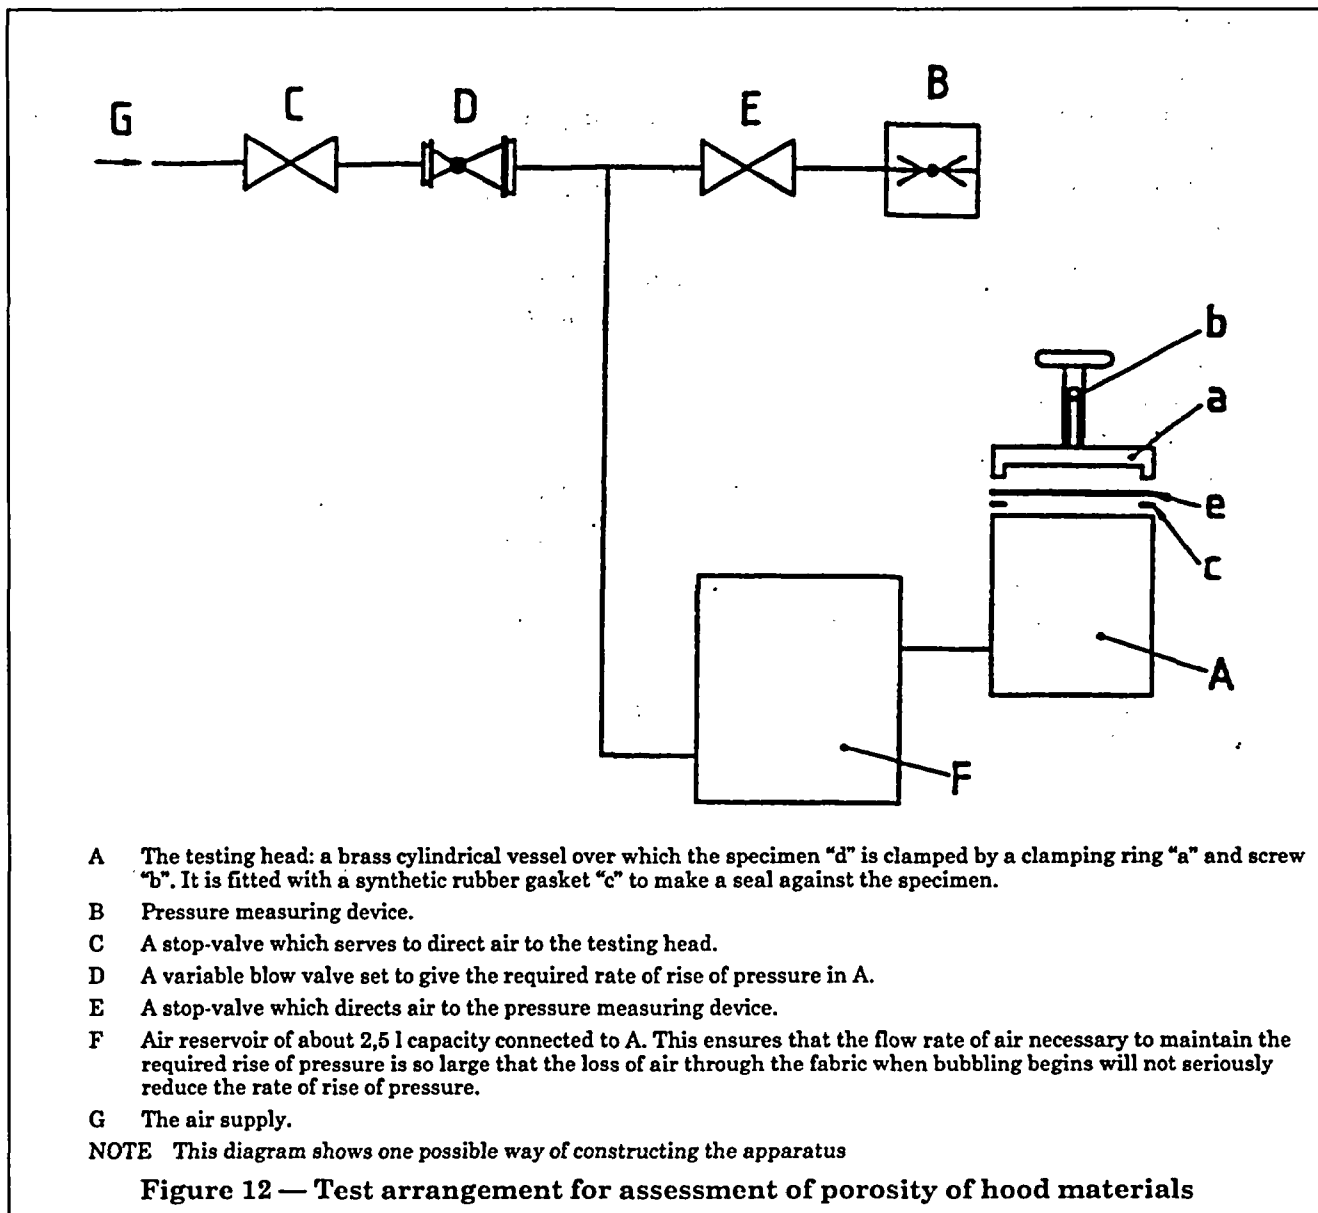 G
C
D
E
B
b
a
e
c
A
F
A The testing head: a brass cylindrical vessel over which the specimen “d” is clamped by a clamping ring “a” and screw
“b”. It is fitted with a synthetic rubber gasket “c” to make a seal against the specimen.
B Pressure measuring device.
C A stop-valve which serves to direct air to the testing head.
D A variable blow valve set to give the required rate of rise of pressure in A.
E A stop-valve which directs air to the pressure measuring device.
F Air reservoir of about 2,5 l capacity connected to A. This ensures that the flow rate of air necessary to maintain the
required rise of pressure is so large that the loss of air through the fabric when bubbling begins will not seriously
reduce the rate of rise of pressure.
G The air supply.
NOTE This diagram shows one possible way of constructing the apparatus
Figure 12 — Test arrangement for assessment of porosity of hood materials